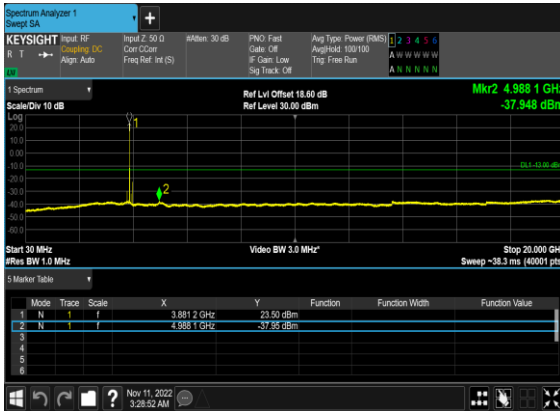 Spectrum Analyzer 1
Swept SA
+
KEYSIGHT Input: RF Input Z: 50 Ω #Atten: 30 dB PNO: Fast Avg Type: Power (RMS) 1 2 3 4 5 6
R T Coupling: DC Corr CCorr Gate: Off Avg|Hold: 100/100 A W W W W W
Align: Auto Freq Ref: Int (S) IF Gain: Low Trig: Free Run
Sig Track: Off A N N N N N
1 Spectrum Ref Lvl Offset 18.60 dB Mkr2 4.988 1 GHz
Scale/Div 10 dB Ref Level 30.00 dBm -37.948 dBm
Log
20.0
10.0
0.00
-10.0
-20.0
-30.0
-40.0
-50.0
-60.0
1
2
DL1 -13.00 dBm
Start 30 MHz Video BW 3.0 MHz* Stop 20.000 GHz
#Res BW 1.0 MHz Sweep ~38.3 ms (40001 pts)
5 Marker Table
Mode Trace Scale X Y Function Function Width Function Value
1 N 1 f 3.881 2 GHz 23.50 dBm
2 N 1 f 4.988 1 GHz -37.95 dBm
3
4
5
6
? Nov 11, 2022
3:28:52 AM